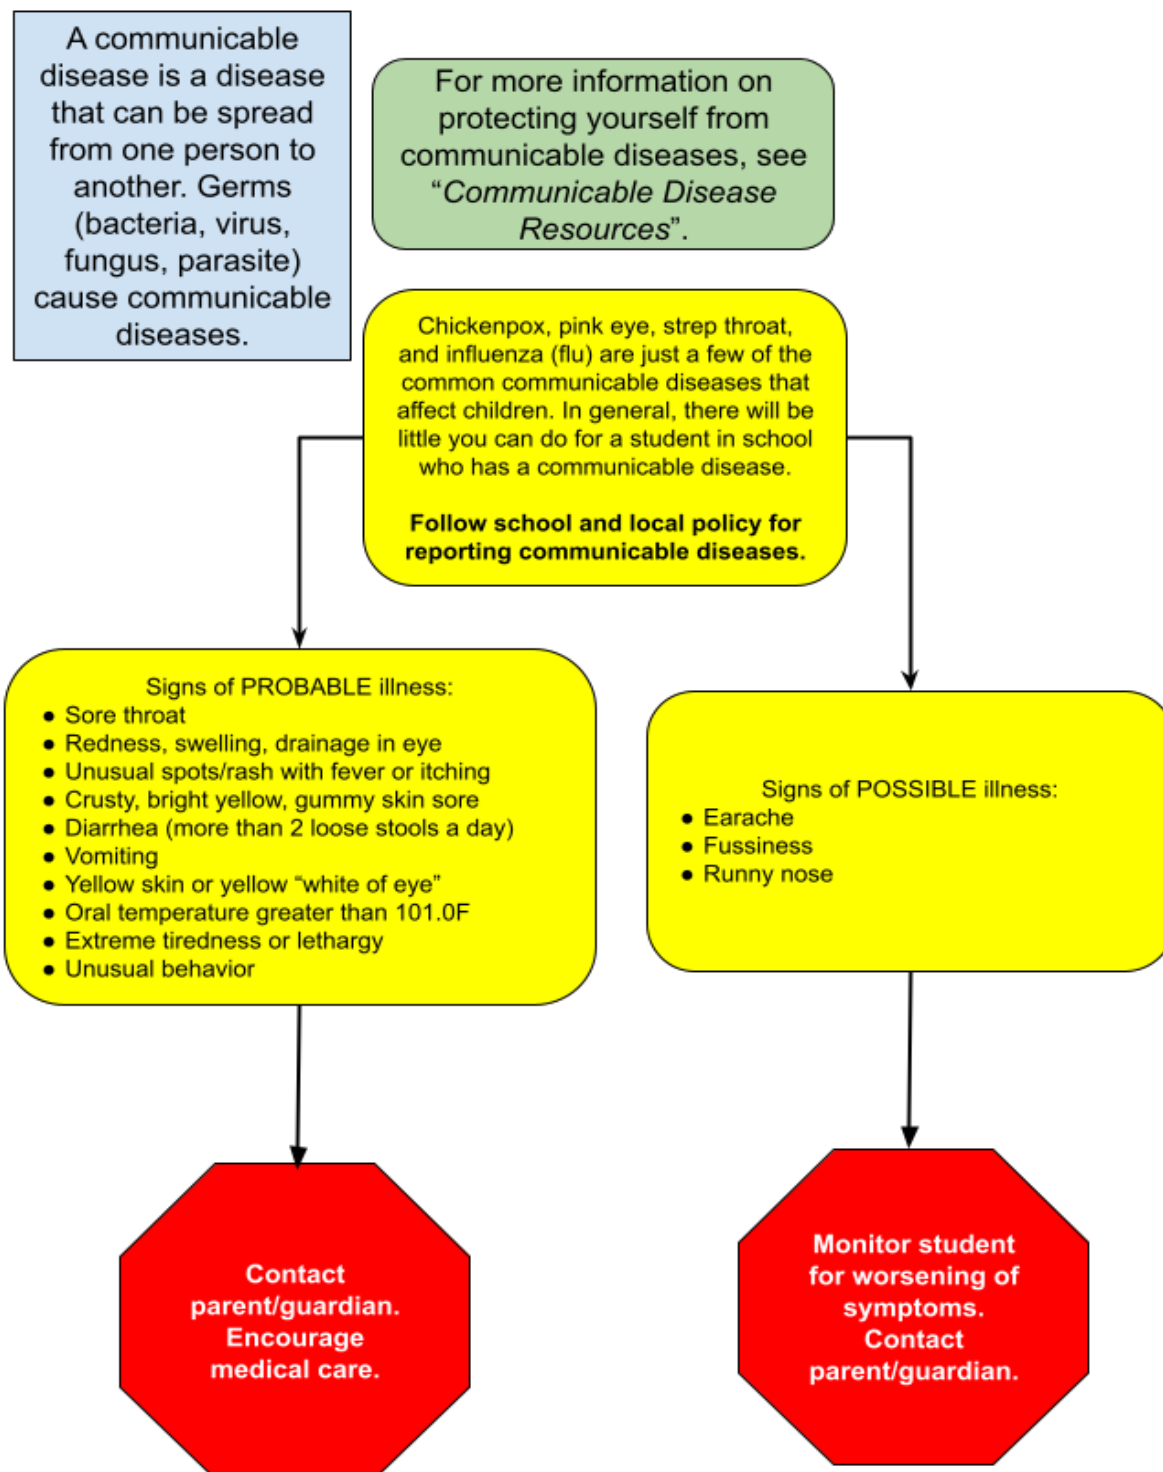 A communicable
disease is a disease
that can be spread
from one person to
another. Germs
(bacteria, virus,
fungus, parasite)
cause communicable
diseases.
For more information on
protecting yourself from
communicable diseases, see
“Communicable Disease
Resources”.
Chickenpox, pink eye, strep throat,
and influenza (flu) are just a few of the
common communicable diseases that
affect children. In general, there will be
little you can do for a student in school
who has a communicable disease.
Follow school and local policy for
reporting communicable diseases.
Signs of PROBABLE illness:
● Sore throat
● Redness, swelling, drainage in eye
● Unusual spots/rash with fever or itching
● Crusty, bright yellow, gummy skin sore
● Diarrhea (more than 2 loose stools a day)
● Vomiting
● Yellow skin or yellow “white of eye”
● Oral temperature greater than 101.0F
● Extreme tiredness or lethargy
● Unusual behavior
Signs of POSSIBLE illness:
● Earache
● Fussiness
● Runny nose
Contact
parent/guardian.
Encourage
medical care.
Monitor student
for worsening of
symptoms.
Contact
parent/guardian.